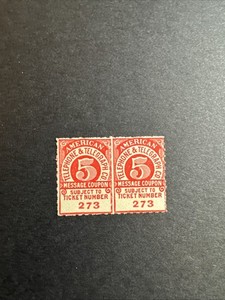 AMERICAN
TELEPHONE & TELEGRAPH CO
5
MESSAGE COUPON
SUBJECT TO
TICKET NUMBER
273
AMERICAN
TELEPHONE & TELEGRAPH CO
5
MESSAGE COUPON
SUBJECT TO
TICKET NUMBER
273